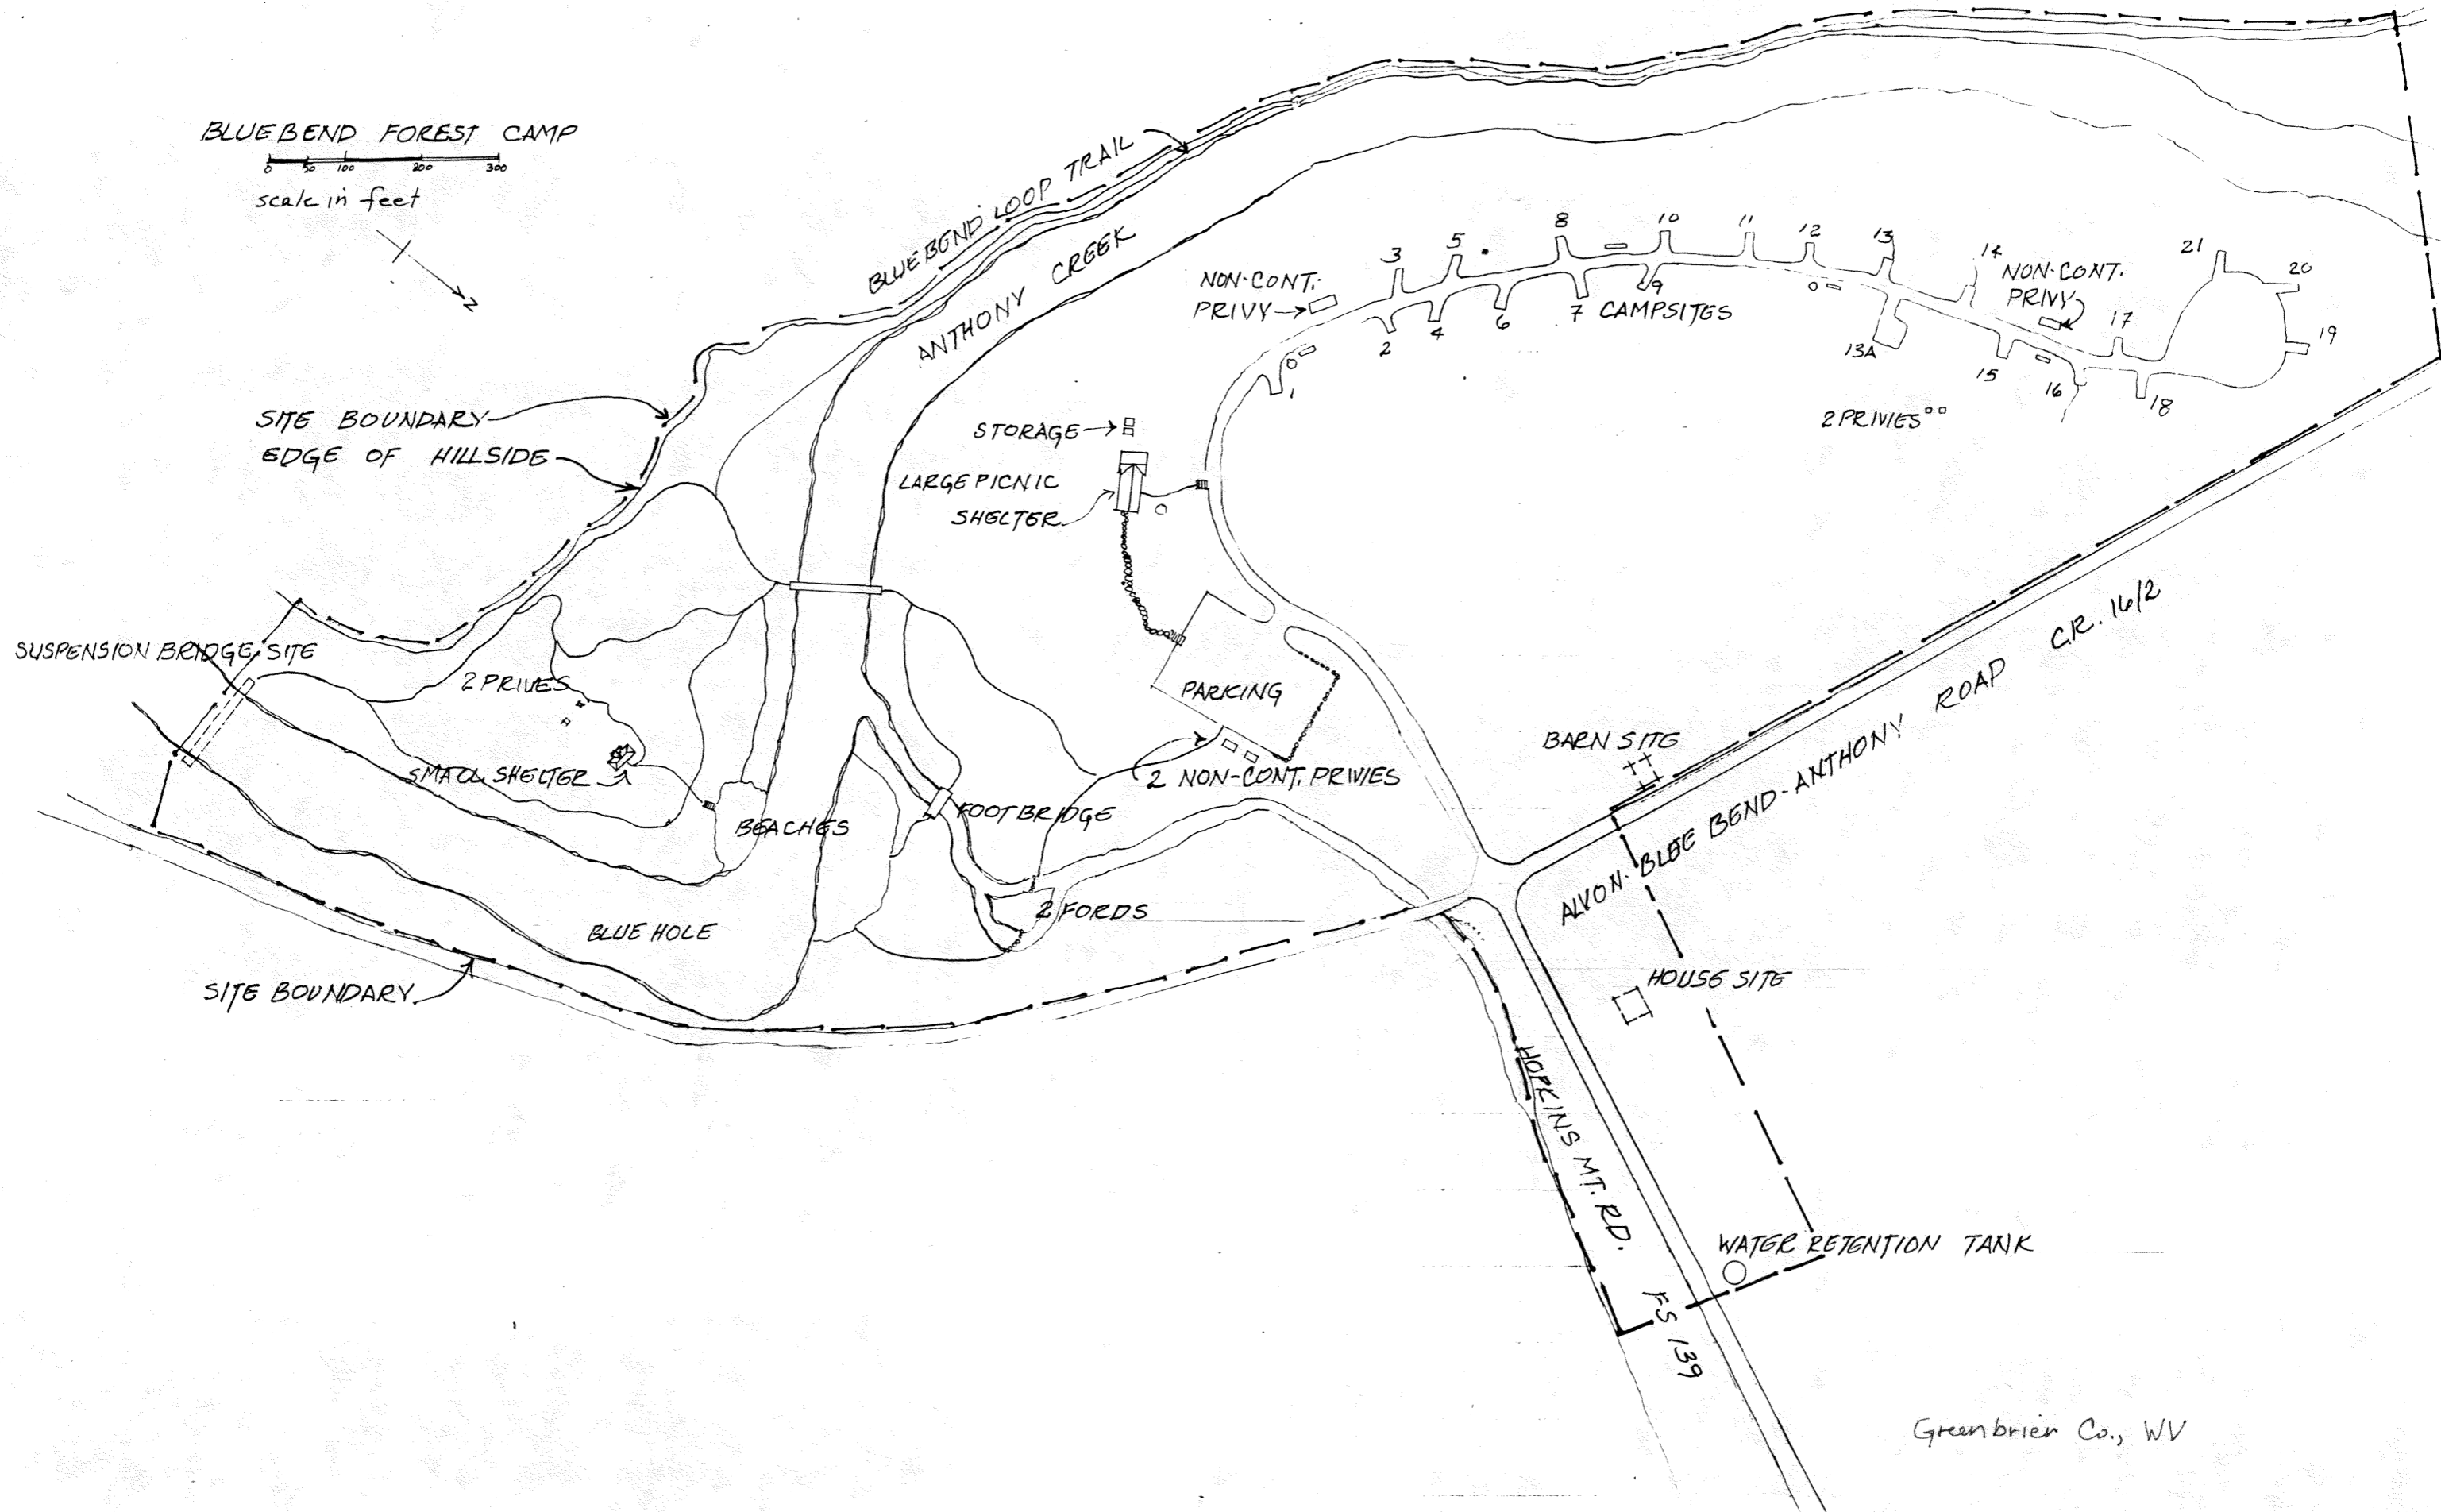 BLUEBEND FOREST CAMP
0 50 100 200 300
scale in feet
N
BLUEBEND LOOP TRAIL
ANTHONY CREEK
NON-CONT.
PRIVY
3
5
8
10
11
12
13
14
NON-CONT.
PRIVY
21
20
19
17
1
2
4
6
7
9
CAMPSITES
13A
15
16
18
2 PRIVIES
SITE BOUNDARY
EDGE OF HILLSIDE
STORAGE
LARGE PICNIC
SHELTER
SUSPENSION BRIDGE SITE
2 PRIVIES
SMALL SHELTER
BEACHES
FOOTBRIDGE
PARKING
2 NON-CONT. PRIVIES
2 FORDS
BLUE HOLE
SITE BOUNDARY
BARN SITE
ALVON-BLUE BEND-ANTHONY ROAD C.R. 16/2
HOUSE SITE
HOPKINS MT. RD. FS 139
WATER RETENTION TANK
Greenbrier Co., WV